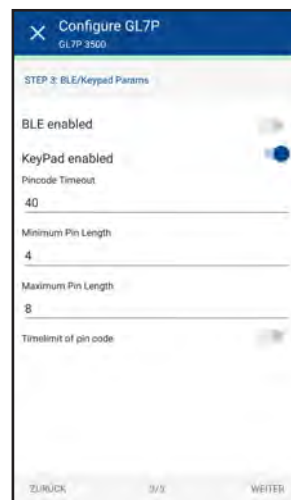 Configure GL7P
GL7P 3500
STEP 3: BLE/Keypad Params
BLE enabled
KeyPad enabled
Pincode Timeout
40
Minimum Pin Length
4
Maximum Pin Length
8
Timelimit of pin code
ZURÜCK 3/5 WEITER